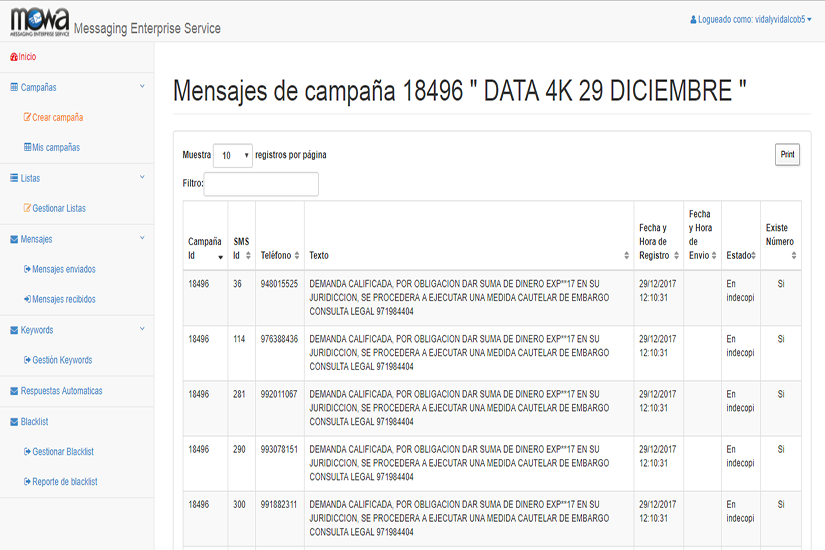 mowa
MESSAGING ENTERPRISE SERVICE
Messaging Enterprise Service
Logueado como: vidalyvidalcob5
Inicio
Campañas
Crear campaña
Mis campañas
Listas
Gestionar Listas
Mensajes
Mensajes enviados
Mensajes recibidos
Keywords
Gestión Keywords
Respuestas Automaticas
Blacklist
Gestionar Blacklist
Reporte de blacklist
Mensajes de campaña 18496 " DATA 4K 29 DICIEMBRE "
Muestra 10 registros por página
Print
Filtro:
Campaña Id
SMS Id
Teléfono
Texto
Fecha y Hora de Registro
Fecha y Hora de Envio
Estado
Existe Número
18496 36 948015525 DEMANDA CALIFICADA, POR OBLIGACION DAR SUMA DE DINERO EXP**17 EN SU 29/12/2017 En Si
JURIDICCION, SE PROCEDERA A EJECUTAR UNA MEDIDA CAUTELAR DE EMBARGO 12:10:31 indecopi
CONSULTA LEGAL 971984404
18496 114 976388436 DEMANDA CALIFICADA, POR OBLIGACION DAR SUMA DE DINERO EXP**17 EN SU 29/12/2017 En Si
JURIDICCION, SE PROCEDERA A EJECUTAR UNA MEDIDA CAUTELAR DE EMBARGO 12:10:31 indecopi
CONSULTA LEGAL 971984404
18496 281 992011067 DEMANDA CALIFICADA, POR OBLIGACION DAR SUMA DE DINERO EXP**17 EN SU 29/12/2017 En Si
JURIDICCION, SE PROCEDERA A EJECUTAR UNA MEDIDA CAUTELAR DE EMBARGO 12:10:31 indecopi
CONSULTA LEGAL 971984404
18496 290 993078151 DEMANDA CALIFICADA, POR OBLIGACION DAR SUMA DE DINERO EXP**17 EN SU 29/12/2017 En Si
JURIDICCION, SE PROCEDERA A EJECUTAR UNA MEDIDA CAUTELAR DE EMBARGO 12:10:31 indecopi
CONSULTA LEGAL 971984404
18496 300 991882311 DEMANDA CALIFICADA, POR OBLIGACION DAR SUMA DE DINERO EXP**17 EN SU 29/12/2017 En Si
JURIDICCION, SE PROCEDERA A EJECUTAR UNA MEDIDA CAUTELAR DE EMBARGO 12:10:31 indecopi
CONSULTA LEGAL 971984404